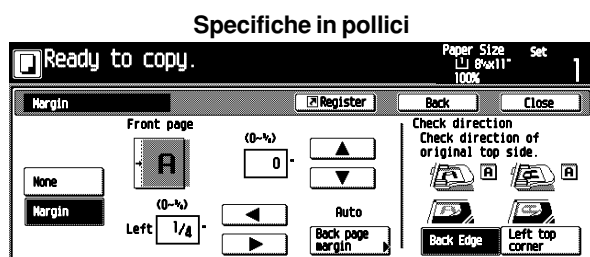 Specifiche in pollici
Ready to copy.
Paper Size
8½x11"
100%
Set
1
Margin
Register
Back
Close
Front page
A
(0~¾)
0 "
None
Margin
(0~¾)
Left 1/4 "
Auto
Back page
margin
Check direction
Check direction of
original top side.
A
A
Back Edge
Left top
corner